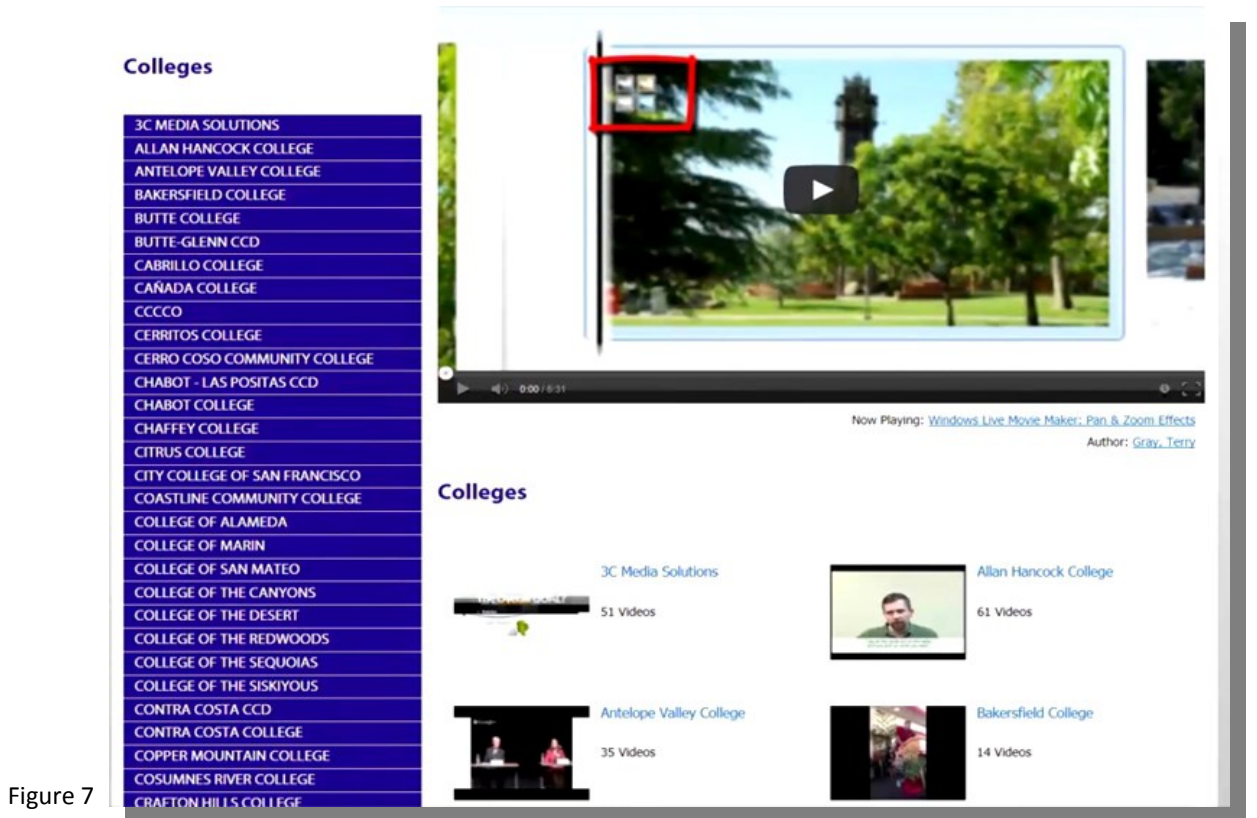 Colleges
3C MEDIA SOLUTIONS
ALLAN HANCOCK COLLEGE
ANTELOPE VALLEY COLLEGE
BAKERSFIELD COLLEGE
BUTTE COLLEGE
BUTTE-GLENN CCD
CABRILLO COLLEGE
CAÑADA COLLEGE
CCCCO
CERRITOS COLLEGE
CERRO COSO COMMUNITY COLLEGE
CHABOT - LAS POSITAS CCD
CHABOT COLLEGE
CHAFFEY COLLEGE
CITRUS COLLEGE
CITY COLLEGE OF SAN FRANCISCO
COASTLINE COMMUNITY COLLEGE
COLLEGE OF ALAMEDA
COLLEGE OF MARIN
COLLEGE OF SAN MATEO
COLLEGE OF THE CANYONS
COLLEGE OF THE DESERT
COLLEGE OF THE REDWOODS
COLLEGE OF THE SEQUOIAS
COLLEGE OF THE SISKIYOUS
CONTRA COSTA CCD
CONTRA COSTA COLLEGE
COPPER MOUNTAIN COLLEGE
COSUMNES RIVER COLLEGE
CRAFTON HILLS COLLEGE
0:00 / 6:31
Now Playing: Windows Live Movie Maker: Pan & Zoom Effects
Author: Gray, Terry
Colleges
3C Media Solutions
51 Videos
Allan Hancock College
61 Videos
Antelope Valley College
35 Videos
Bakersfield College
14 Videos
Figure 7